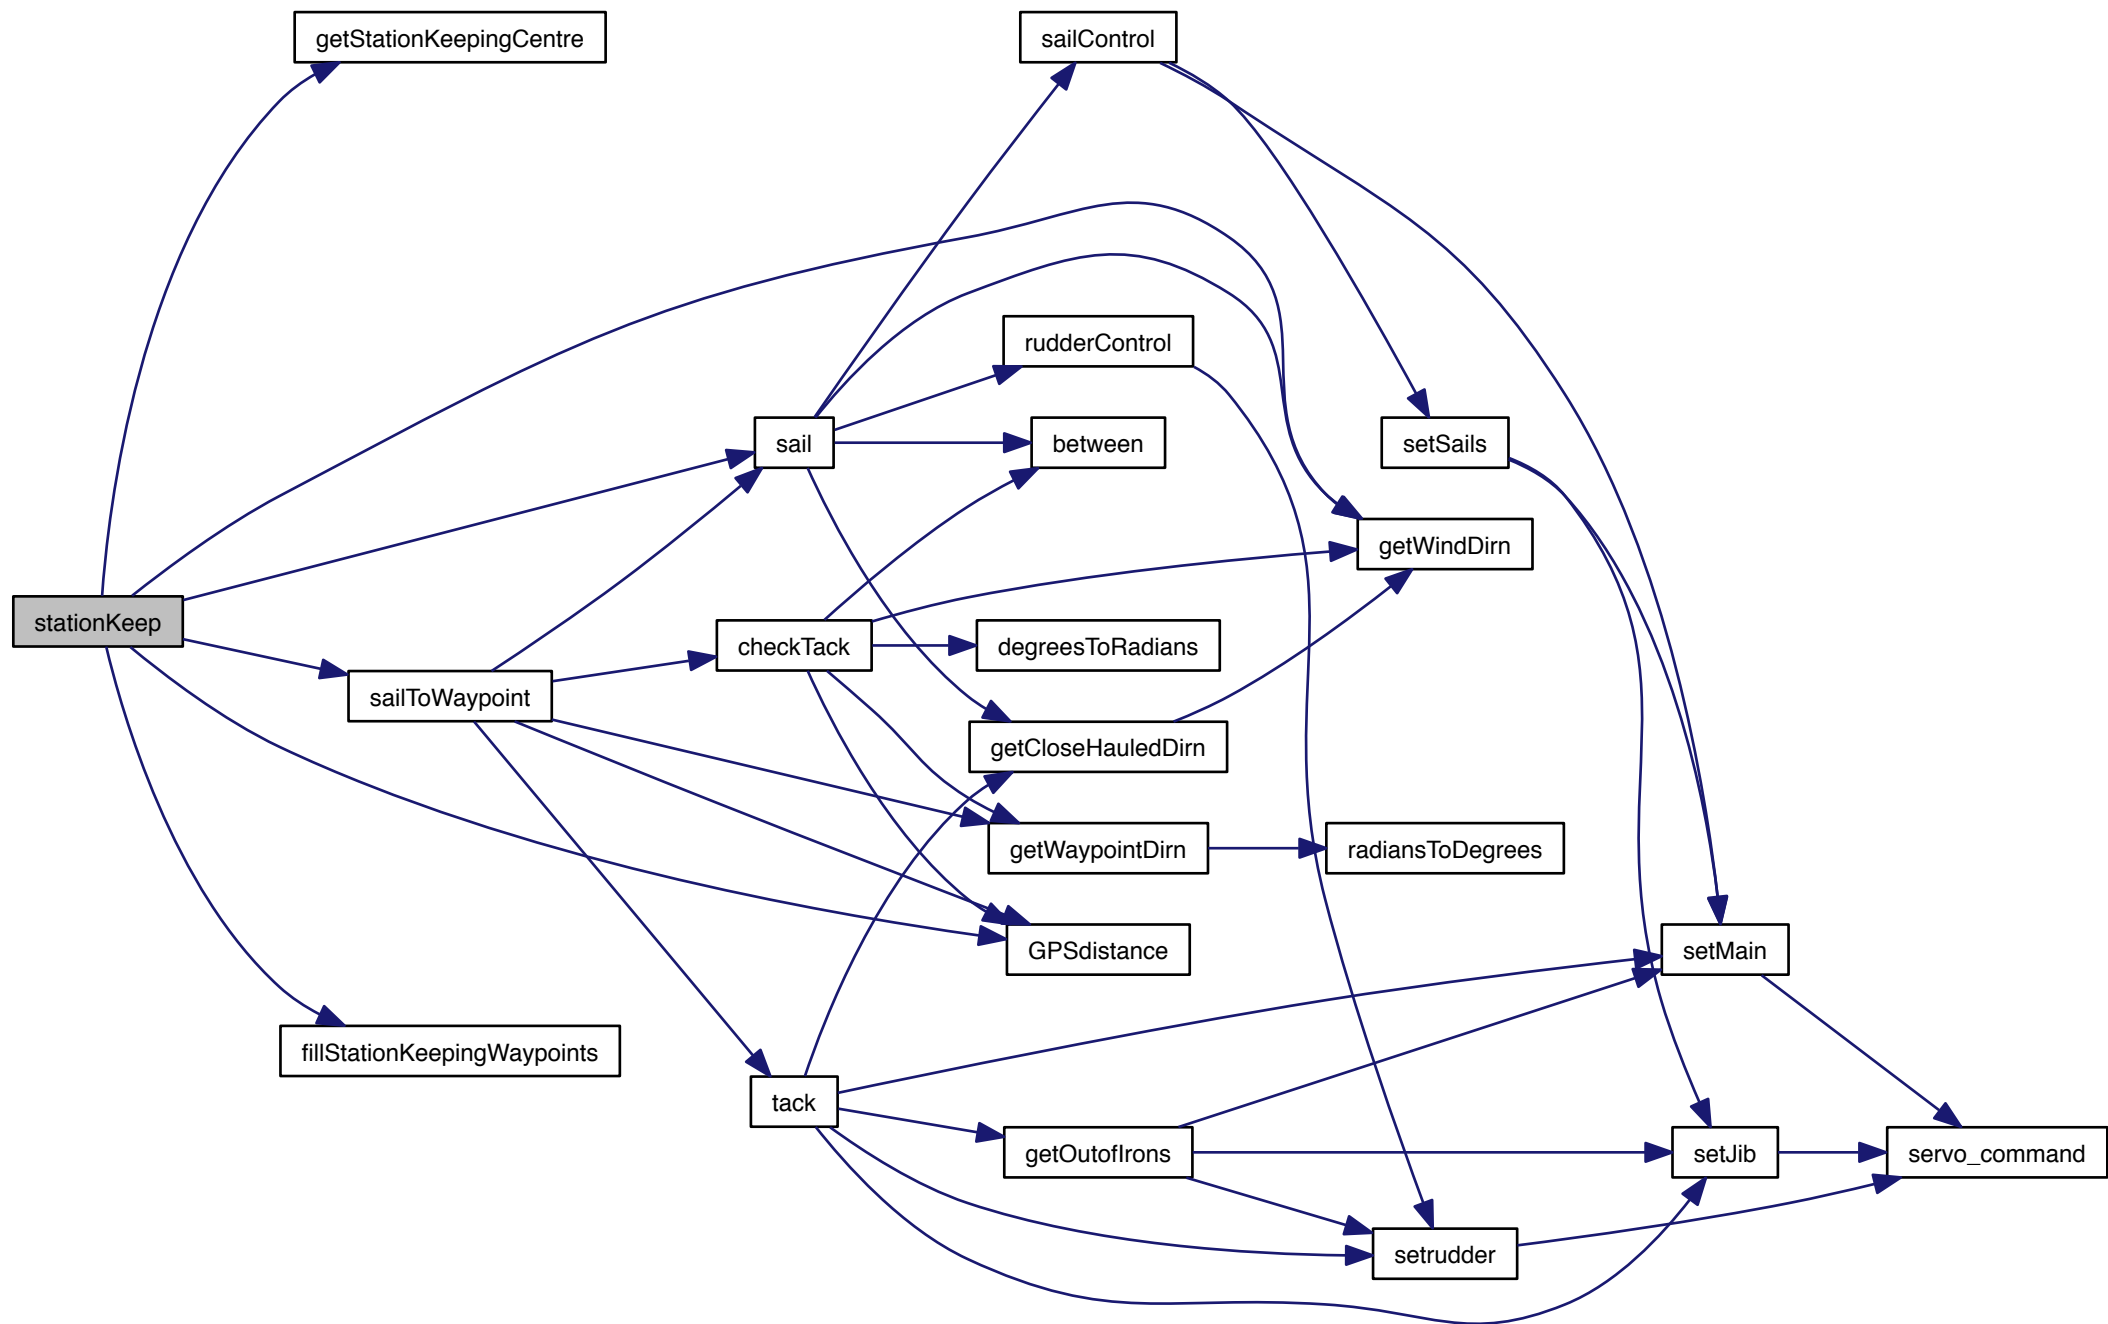 getStationKeepingCentre
sailControl
rudderControl
sail
between
setSails
getWindDirn
stationKeep
checkTack
degreesToRadians
sailToWaypoint
getCloseHauledDirn
getWaypointDirn
radiansToDegrees
GPSdistance
setMain
fillStationKeepingWaypoints
tack
getOutofIrons
setJib
servo_command
setrudder